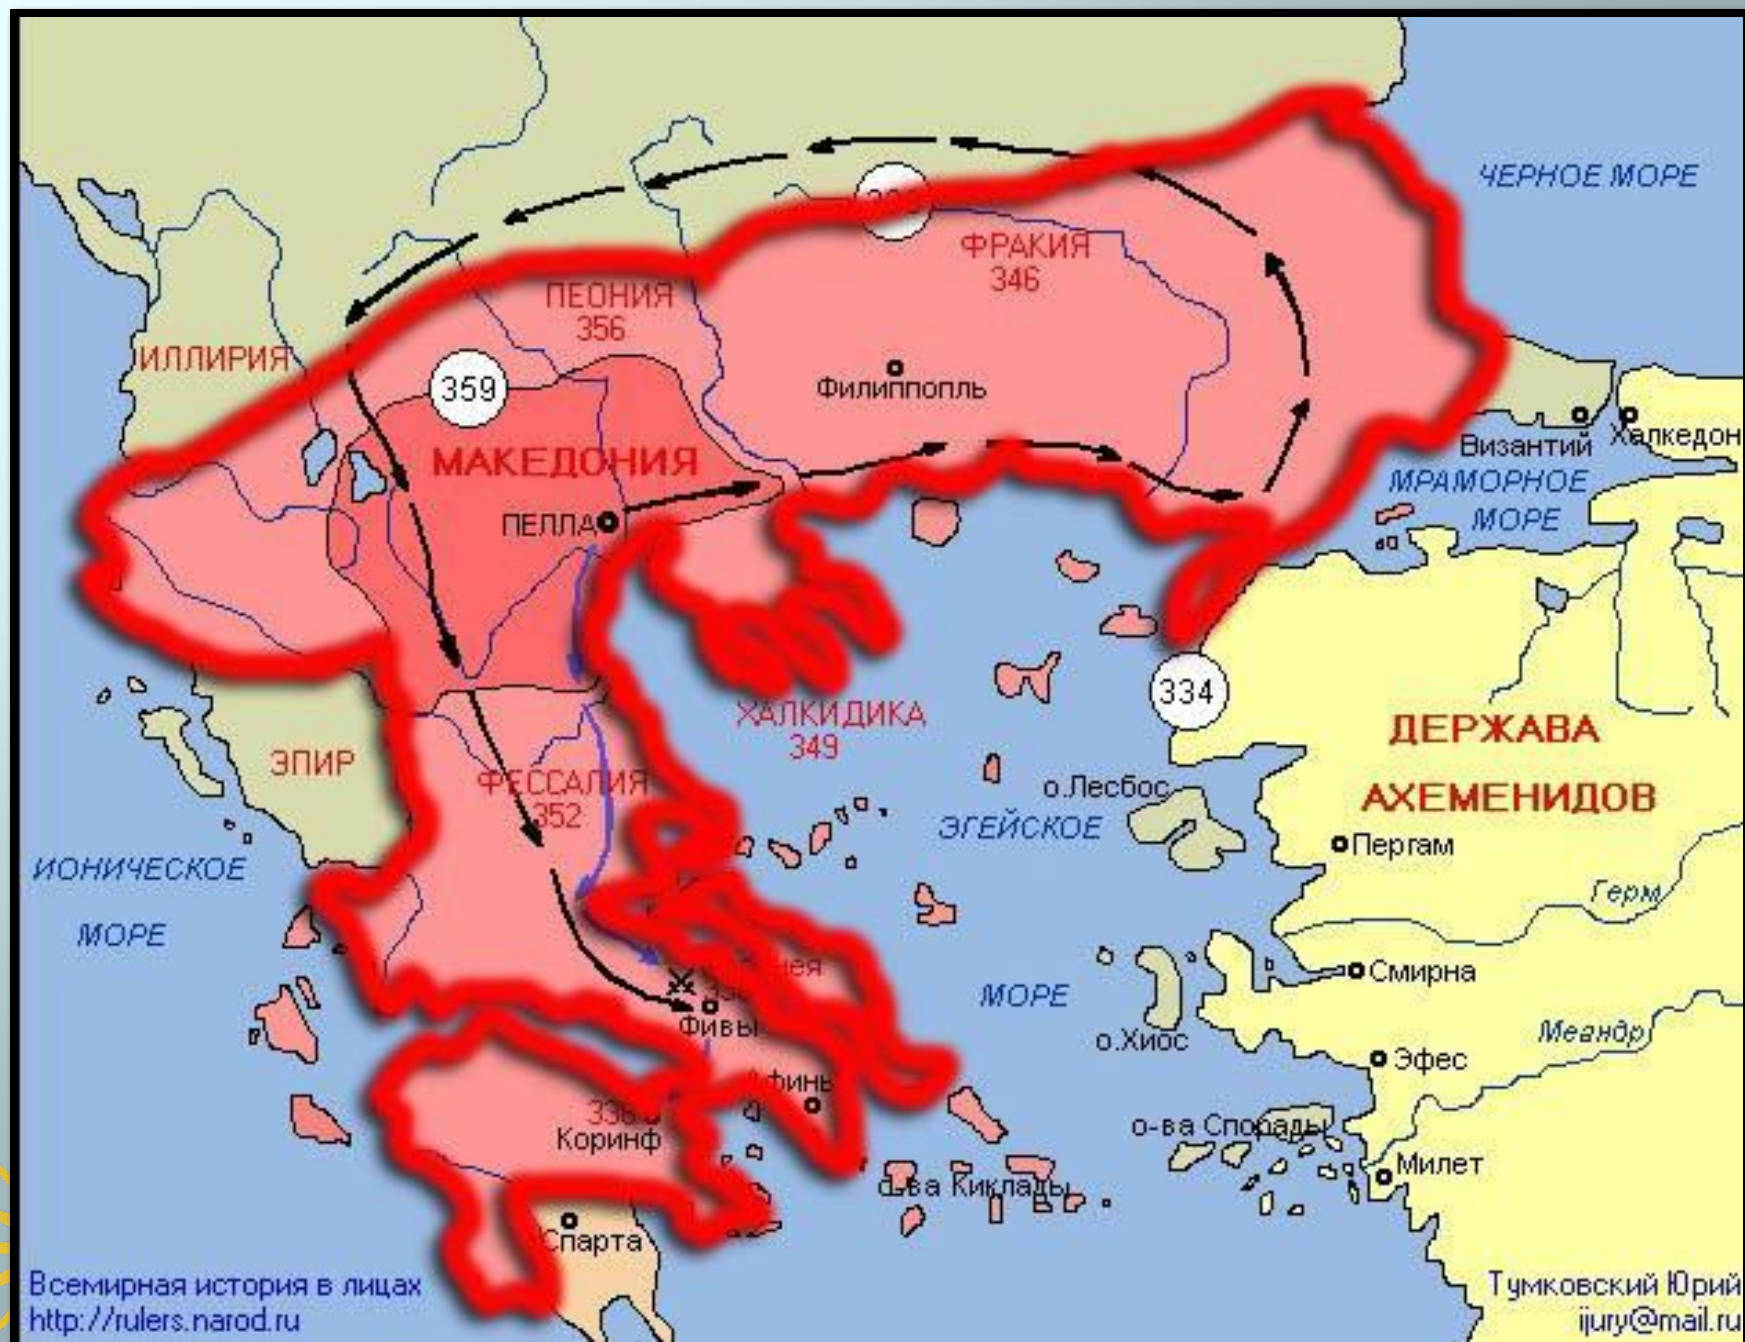 ЧЕРНОЕ МОРЕ
ФРАКИЯ
346
ПЕОНИЯ
356
ИЛЛИРИЯ
359
Филиппополь
МАКЕДОНИЯ
Византий
Халкедон
МРАМОРНОЕ
МОРЕ
ПЕЛЛА
334
ХАЛКИДИКА
349
ДЕРЖАВА
АХЕМЕНИДОВ
ЭПИР
ФЕССАЛИЯ
352
о.Лесбос
ЭГЕЙСКОЕ
Пергам
ИОНИЧЕСКОЕ
МОРЕ
Герм
Смирна
МОРЕ
Фивы
о.Хиос
Меандр
Эфес
Коринф
о-ва Спорады
Милет
о-ва Киклады
Спарта
Всемирная история в лицах
http://rulers.narod.ru
Тумковский Юрий
ijury@mail.ru